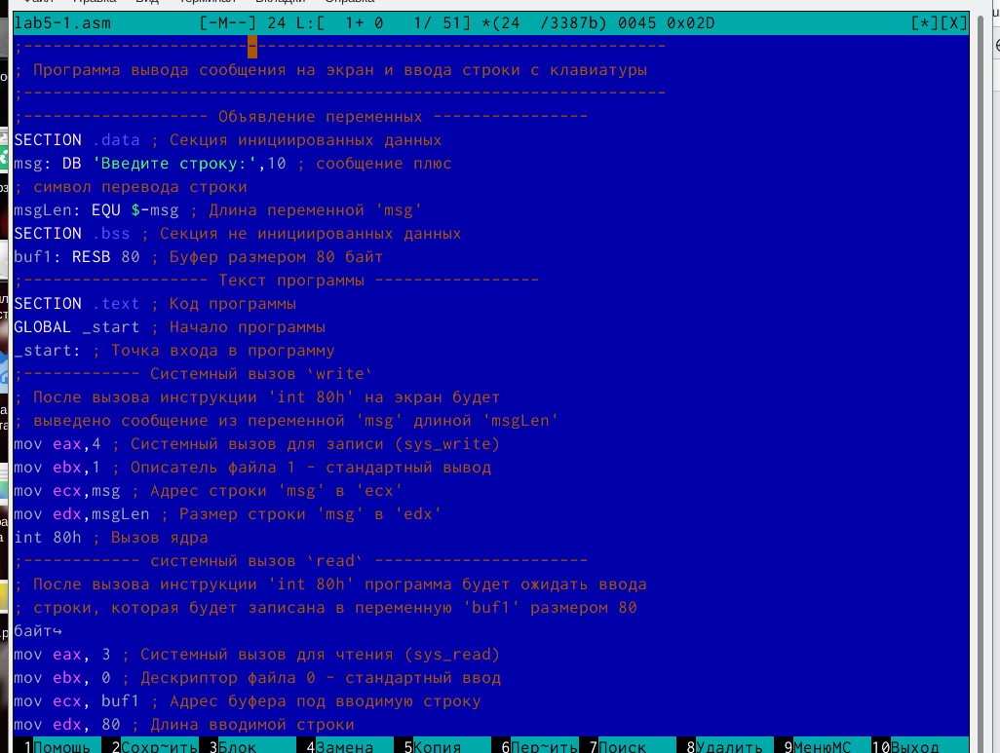 Файл Правка Вид Терминал Вкладки Справка
lab5-1.asm [-M--] 24 L:[ 1+ 0 1/ 51] *(24 /3387b) 0045 0x02D [*][X]
;------------------------------------------------------------------
; Программа вывода сообщения на экран и ввода строки с клавиатуры
;------------------------------------------------------------------
;------------------- Объявление переменных ----------------
SECTION .data ; Секция инициированных данных
msg: DB 'Введите строку:',10 ; сообщение плюс
; символ перевода строки
msgLen: EQU $-msg ; Длина переменной 'msg'
SECTION .bss ; Секция не инициированных данных
buf1: RESB 80 ; Буфер размером 80 байт
;------------------- Текст программы -----------------
SECTION .text ; Код программы
GLOBAL _start ; Начало программы
_start: ; Точка входа в программу
;------------ Системный вызов `write`
; После вызова инструкции 'int 80h' на экран будет
; выведено сообщение из переменной 'msg' длиной 'msgLen'
mov eax,4 ; Системный вызов для записи (sys_write)
mov ebx,1 ; Описатель файла 1 - стандартный вывод
mov ecx,msg ; Адрес строки 'msg' в 'ecx'
mov edx,msgLen ; Размер строки 'msg' в 'edx'
int 80h ; Вызов ядра
;------------ системный вызов `read` ----------------------
; После вызова инструкции 'int 80h' программа будет ожидать ввода
; строки, которая будет записана в переменную 'buf1' размером 80
байт↪
mov eax, 3 ; Системный вызов для чтения (sys_read)
mov ebx, 0 ; Дескриптор файла 0 - стандартный ввод
mov ecx, buf1 ; Адрес буфера под вводимую строку
mov edx, 80 ; Длина вводимой строки
1Помощь 2Сохр~ить 3Блок 4Замена 5Копия 6Пер~ить 7Поиск 8Удалить 9МенюMC 10Выход